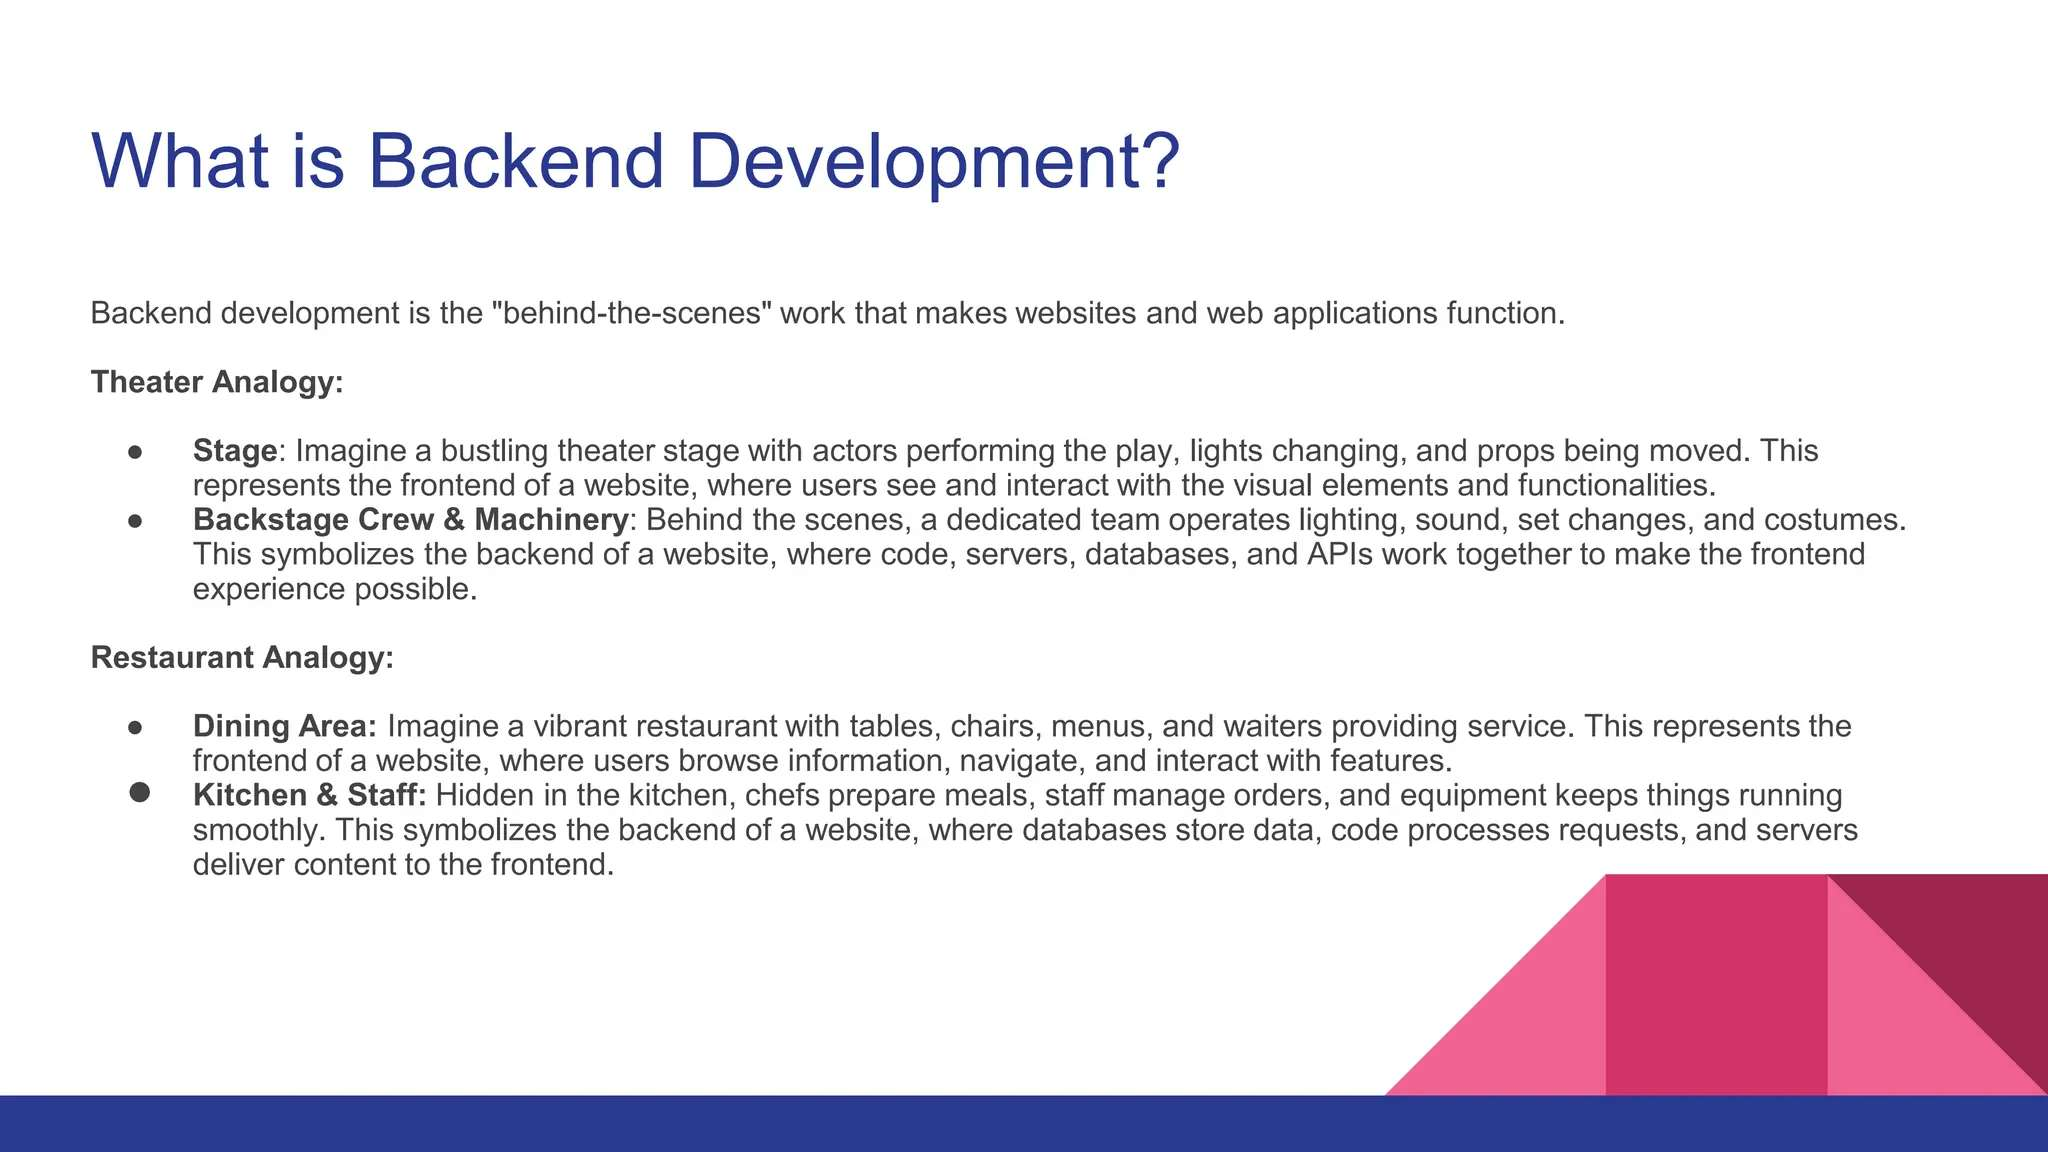 What is Backend Development?
Backend development is the "behind-the-scenes" work that makes websites and web applications function.
Theater Analogy:
● Stage: Imagine a bustling theater stage with actors performing the play, lights changing, and props being moved. This
represents the frontend of a website, where users see and interact with the visual elements and functionalities.
● Backstage Crew & Machinery: Behind the scenes, a dedicated team operates lighting, sound, set changes, and costumes.
This symbolizes the backend of a website, where code, servers, databases, and APIs work together to make the frontend
experience possible.
Restaurant Analogy:
● Dining Area: Imagine a vibrant restaurant with tables, chairs, menus, and waiters providing service. This represents the
frontend of a website, where users browse information, navigate, and interact with features.
● Kitchen & Staff: Hidden in the kitchen, chefs prepare meals, staff manage orders, and equipment keeps things running
smoothly. This symbolizes the backend of a website, where databases store data, code processes requests, and servers
deliver content to the frontend.